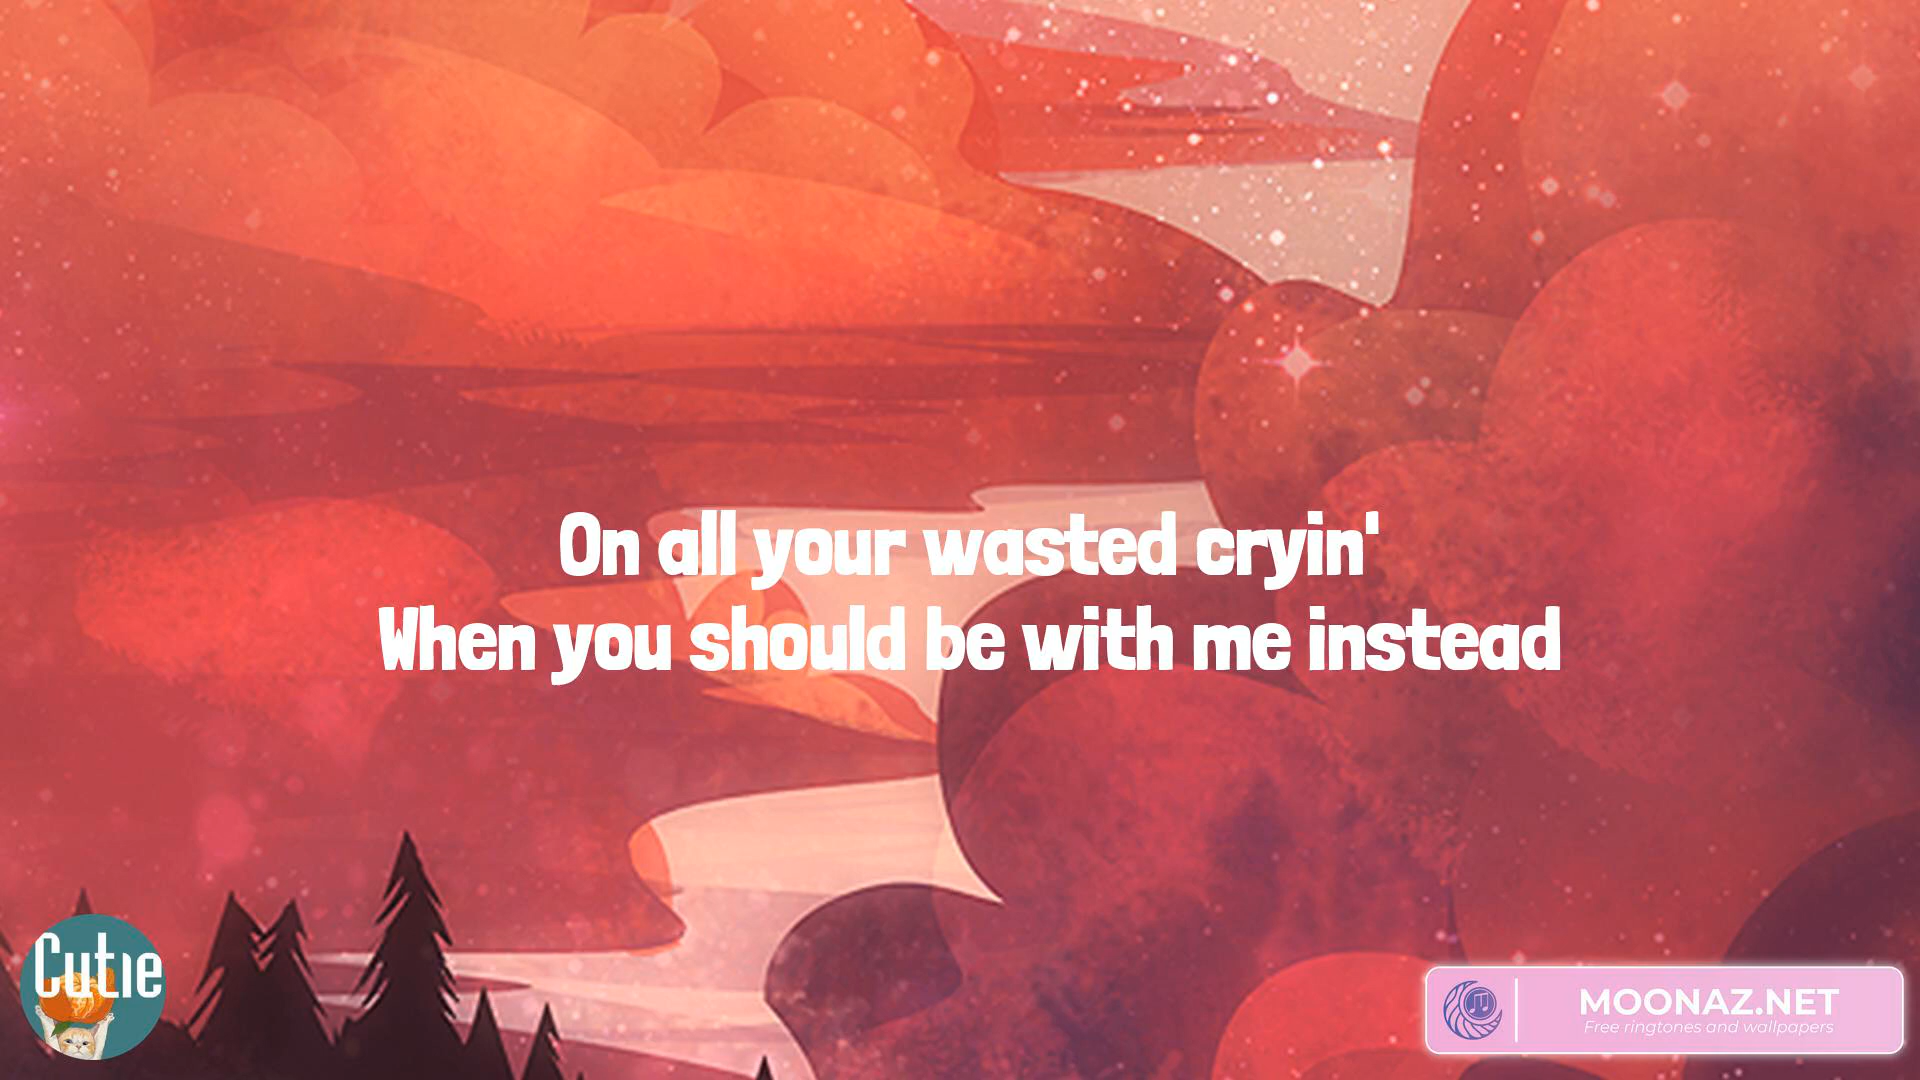 On all your wasted cryin'
When you should be with me instead
Cutie
MOONAZ.NET
Free ringtones and wallpapers